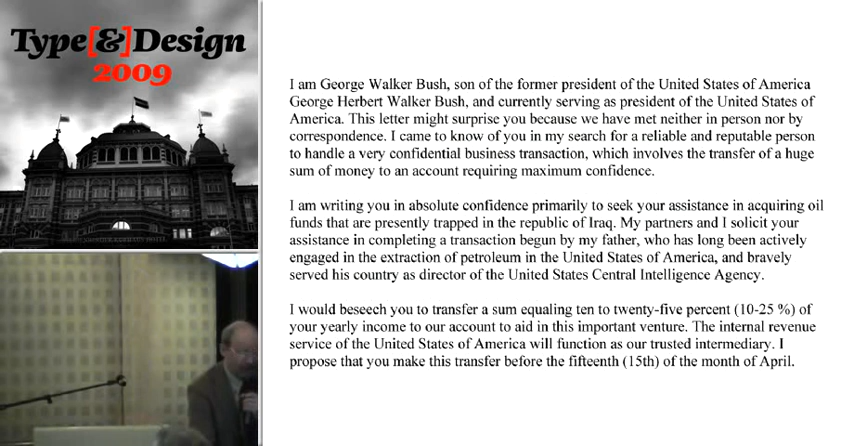 Type[&]Design
2009
I am George Walker Bush, son of the former president of the United States of America
George Herbert Walker Bush, and currently serving as president of the United States of
America. This letter might surprise you because we have met neither in person nor by
correspondence. I came to know of you in my search for a reliable and reputable person
to handle a very confidential business transaction, which involves the transfer of a huge
sum of money to an account requiring maximum confidence.
I am writing you in absolute confidence primarily to seek your assistance in acquiring oil
funds that are presently trapped in the republic of Iraq. My partners and I solicit your
assistance in completing a transaction begun by my father, who has long been actively
engaged in the extraction of petroleum in the United States of America, and bravely
served his country as director of the United States Central Intelligence Agency.
I would beseech you to transfer a sum equaling ten to twenty-five percent (10-25 %) of
your yearly income to our account to aid in this important venture. The internal revenue
service of the United States of America will function as our trusted intermediary. I
propose that you make this transfer before the fifteenth (15th) of the month of April.